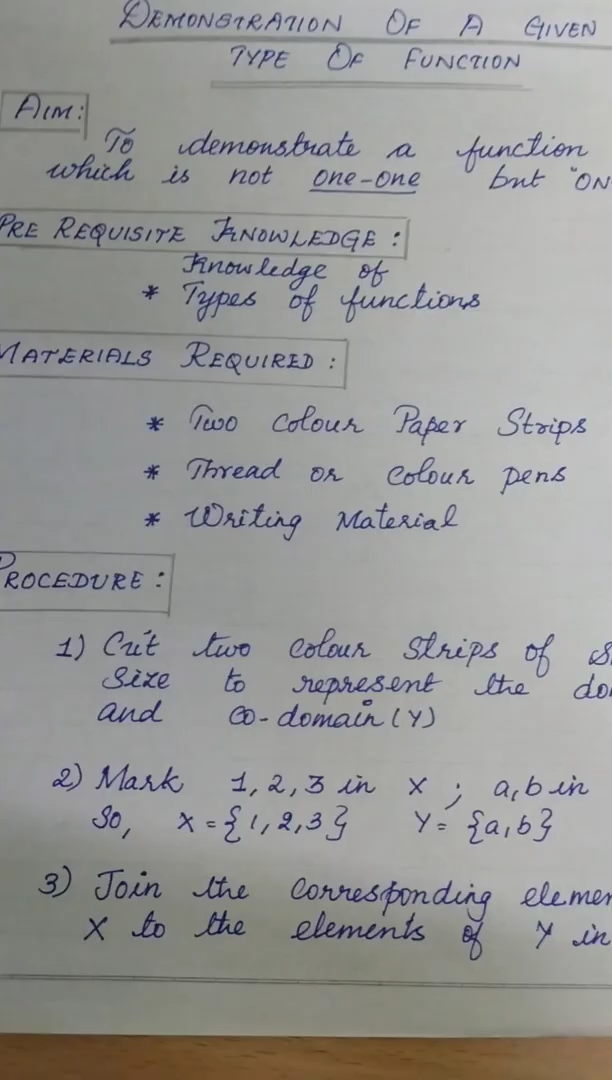 DEMONSTRATION OF A GIVEN
TYPE OF FUNCTION
AIM:
To demonstrate a function
which is not one-one but "ON
PRE REQUISITE KNOWLEDGE:
Knowledge of
* Types of functions
MATERIALS REQUIRED:
* Two colour Paper Strips
* Thread or colour pens
* Writing Material
PROCEDURE:
1) Cut two colour strips of
size to represent the do
and co-domain (Y)
2) Mark 1,2,3 in X ; a,b in
So, X = {1,2,3} Y = {a,b}
3) Join the corresponding elemen
X to the elements of Y in